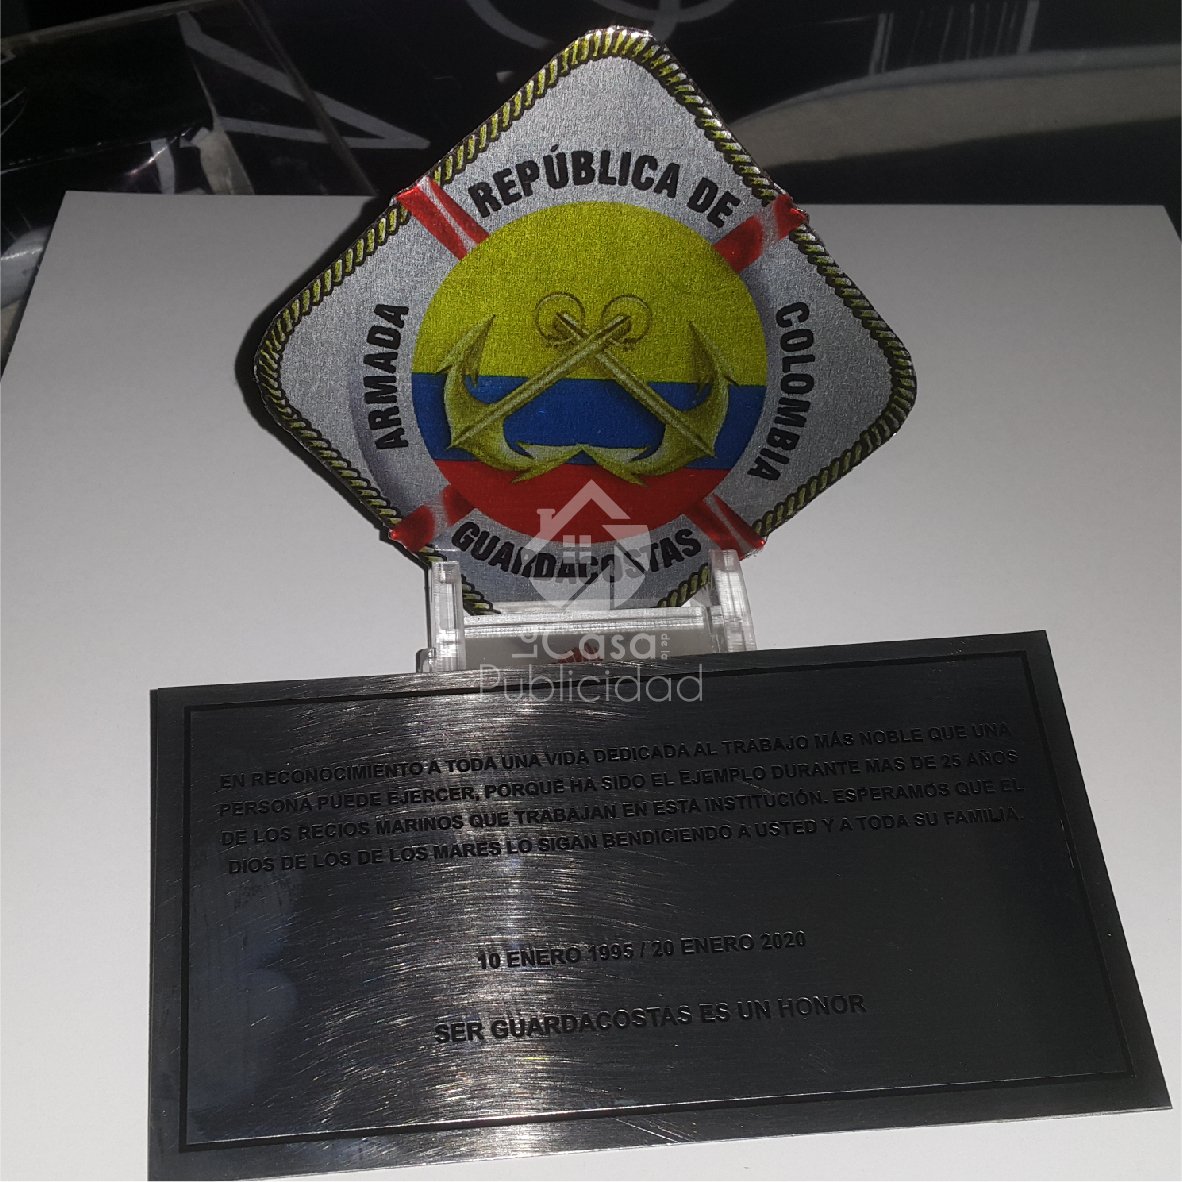 REPÚBLICA DE
ARMADA
COLOMBIA
GUARDACOSTAS
La Casa de la
Publicidad
EN RECONOCIMIENTO A TODA UNA VIDA DEDICADA AL TRABAJO MÁS NOBLE QUE UNA
PERSONA PUEDE EJERCER, PORQUE HA SIDO EL EJEMPLO DURANTE MAS DE 25 AÑOS
DE LOS RECIOS MARINOS QUE TRABAJAN EN ESTA INSTITUCIÓN. ESPERAMOS QUE EL
DIOS DE LOS DE LOS MARES LO SIGAN BENDICIENDO A USTED Y A TODA SU FAMILIA.
10 ENERO 1995 / 20 ENERO 2020
SER GUARDACOSTAS ES UN HONOR